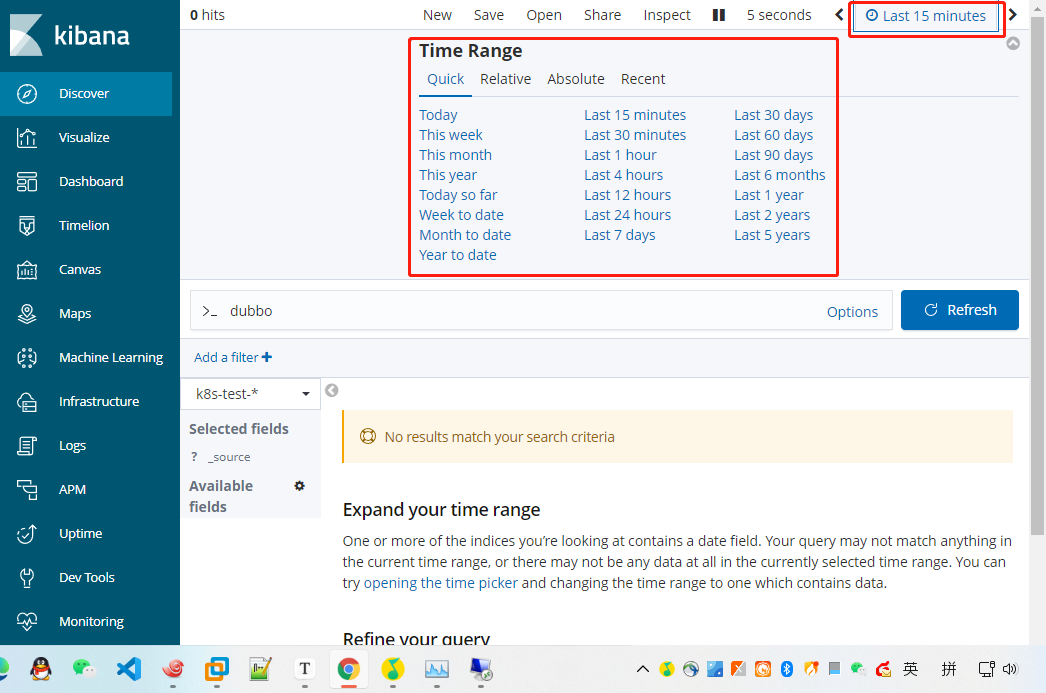 kibana
Discover
Visualize
Dashboard
Timelion
Canvas
Maps
Machine Learning
Infrastructure
Logs
APM
Uptime
Dev Tools
Monitoring
0 hits New Save Open Share Inspect 5 seconds Last 15 minutes
Time Range
Quick Relative Absolute Recent
Today Last 15 minutes Last 30 days
This week Last 30 minutes Last 60 days
This month Last 1 hour Last 90 days
This year Last 4 hours Last 6 months
Today so far Last 12 hours Last 1 year
Week to date Last 24 hours Last 2 years
Month to date Last 7 days Last 5 years
Year to date
>_ dubbo Options Refresh
Add a filter +
k8s-test-*
Selected fields
? _source
Available
fields
No results match your search criteria
Expand your time range
One or more of the indices you’re looking at contains a date field. Your query may not match anything in
the current time range, or there may not be any data at all in the currently selected time range. You can
try opening the time picker and changing the time range to one which contains data.
Refine your query
T 英 拼